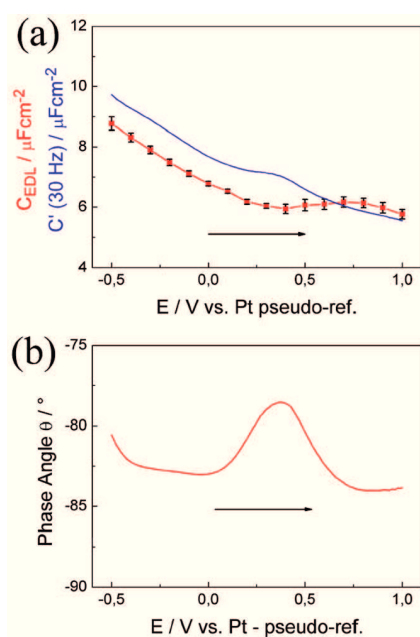 (a)
C_EDL / μFcm-2
C' (30 Hz) / μFcm-2
12
10
8
6
4
-0,5
0,0
0,5
1,0
E / V vs. Pt pseudo-ref.
(b)
Phase Angle θ / °
-75
-80
-85
-90
-0,5
0,0
0,5
1,0
E / V vs. Pt - pseudo-ref.